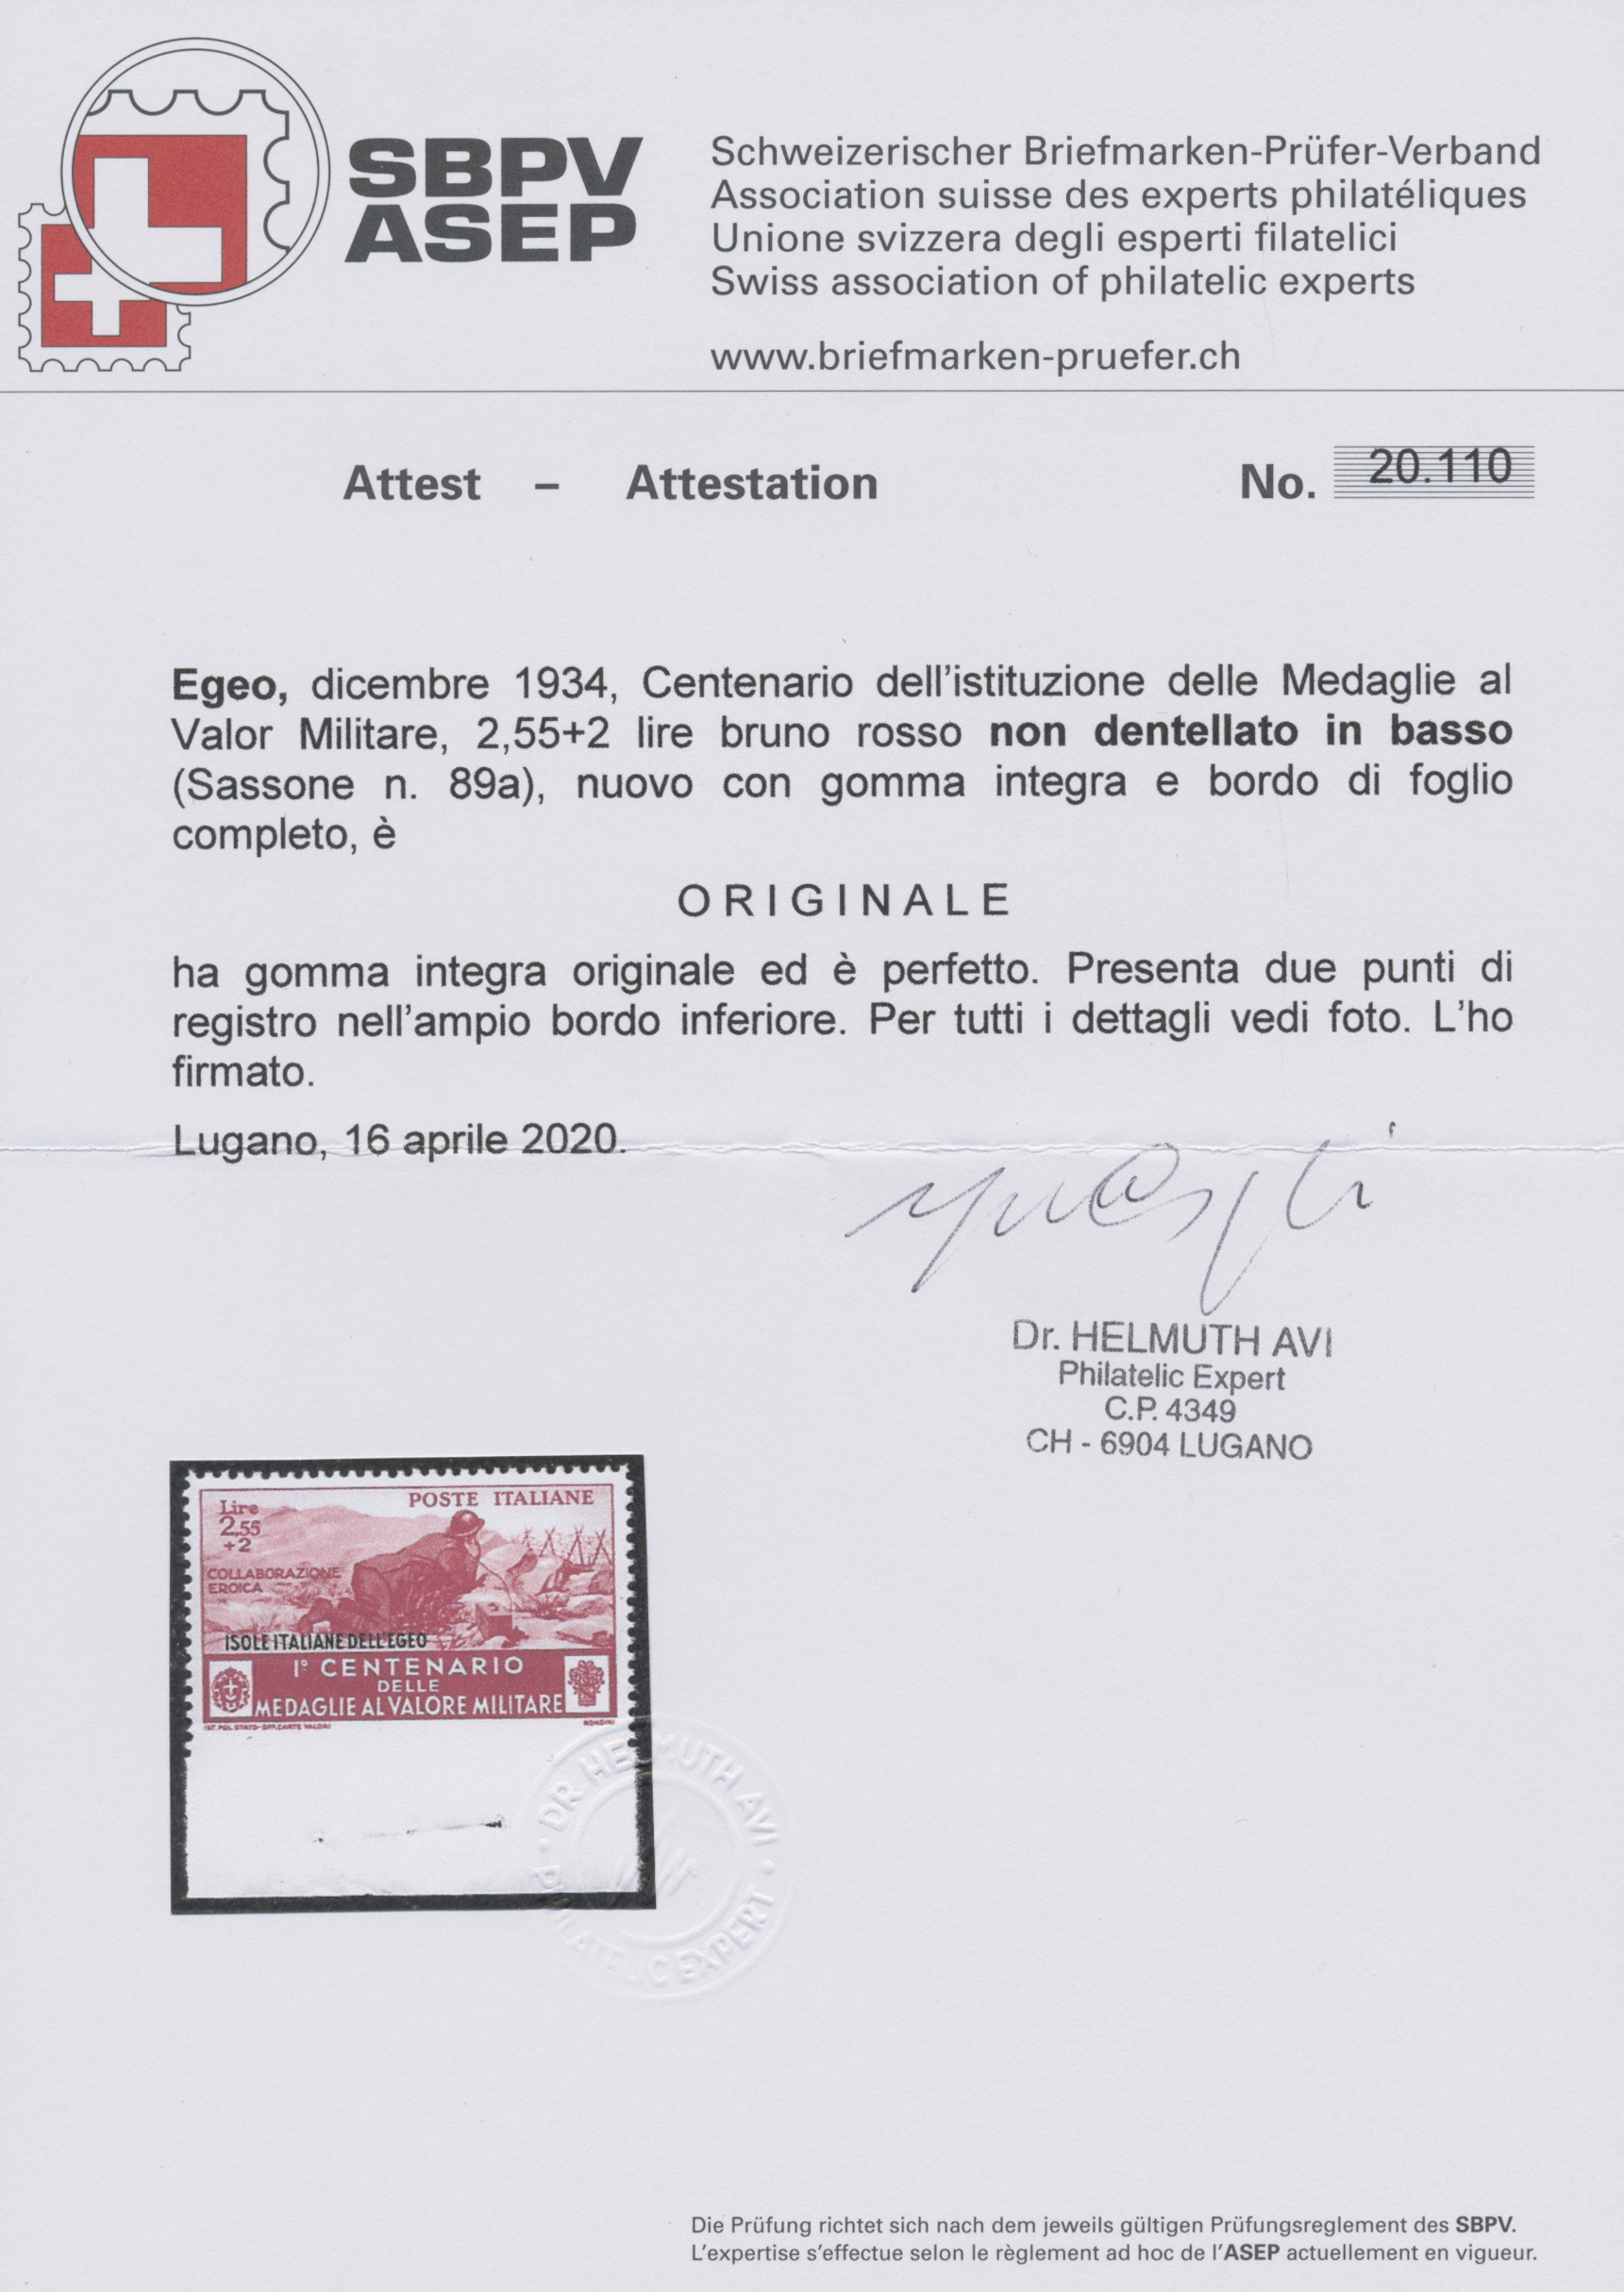 SBPV
ASEP
Schweizerischer Briefmarken-Prüfer-Verband
Association suisse des experts philatéliques
Unione svizzera degli esperti filatelici
Swiss association of philatelic experts
www.briefmarken-pruefer.ch
Attest – Attestation No. 20.110
Egeo, dicembre 1934, Centenario dell'istituzione delle Medaglie al
Valor Militare, 2,55+2 lire bruno rosso non dentellato in basso
(Sassone n. 89a), nuovo con gomma integra e bordo di foglio
completo, è
ORIGINALE
ha gomma integra originale ed è perfetto. Presenta due punti di
registro nell'ampio bordo inferiore. Per tutti i dettagli vedi foto. L'ho
firmato.
Lugano, 16 aprile 2020.
Dr. HELMUTH AVI
Philatelic Expert
C.P. 4349
CH - 6904 LUGANO
POSTE ITALIANE
Lire
2,55
+2
COLLABORAZIONE
EROICA
ISOLE ITALIANE DELL'EGEO
1° CENTENARIO
DELLE
MEDAGLIE AL VALORE MILITARE
IST. POL. STATO-OFF. CARTE VALORI
DR HELMUTH AVI
PHILATELIC EXPERT
Die Prüfung richtet sich nach dem jeweils gültigen Prüfungsreglement des SBPV.
L'expertise s'effectue selon le règlement ad hoc de l'ASEP actuellement en vigueur.